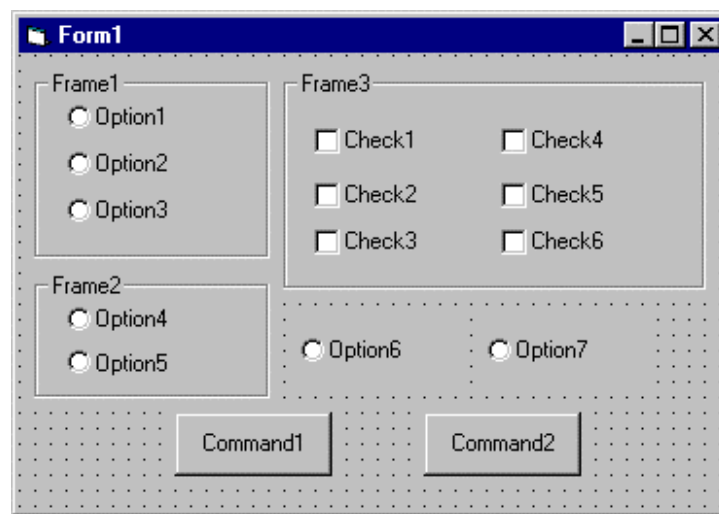 Form1
Frame1
Option1
Option2
Option3
Frame3
Check1 Check4
Check2 Check5
Check3 Check6
Frame2
Option4
Option5
Option6 Option7
Command1 Command2